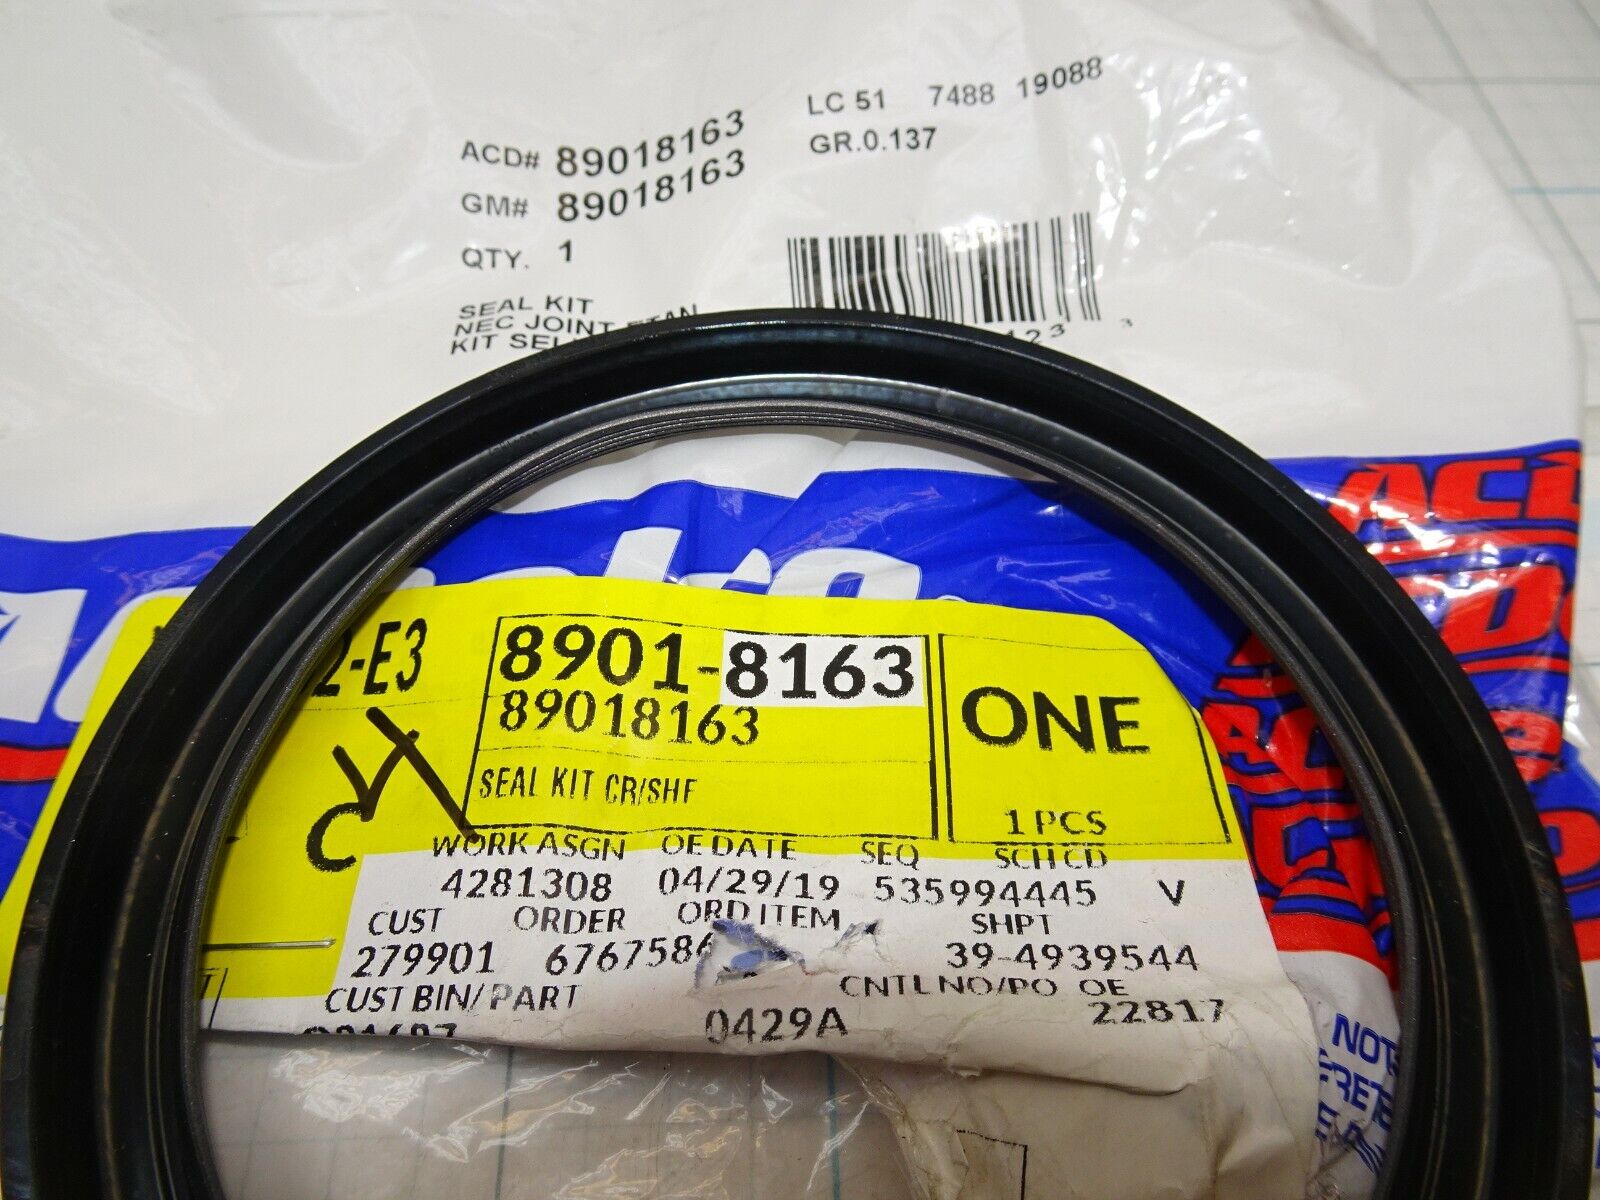 ACD# 89018163
GM# 89018163
QTY. 1
LC 51 7488 19088
GR.0.137
SEAL KIT
NEC JOINT
KIT
3
8901-8163
89018163
SEAL KIT CR/SHF
ONE
1 PCS
WORK ASGN OE DATE SEQ SCH CD
4281308 04/29/19 535994445 V
CUST ORDER ORD ITEM SHPT
279901 39-4939544
CUST BIN/PART CNTL NO/PO OE
0429A 22817
NOT